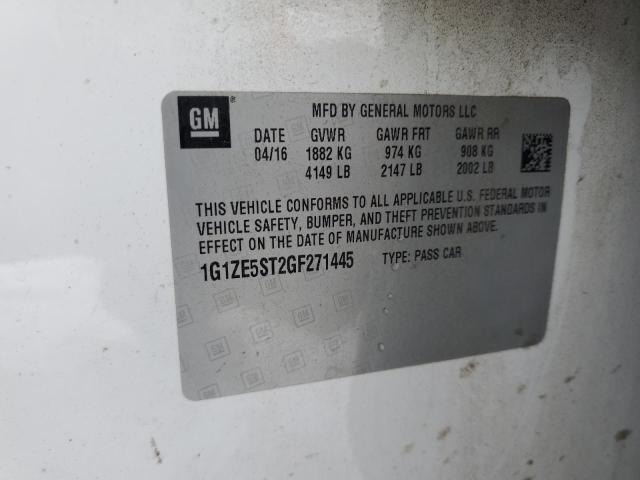 GM
MFD BY GENERAL MOTORS LLC
DATE GVWR GAWR FRT GAWR RR
04/16 1882 KG 974 KG 908 KG
4149 LB 2147 LB 2002 LB
THIS VEHICLE CONFORMS TO ALL APPLICABLE U.S. FEDERAL MOTOR
VEHICLE SAFETY, BUMPER, AND THEFT PREVENTION STANDARDS IN
EFFECT ON THE DATE OF MANUFACTURE SHOWN ABOVE.
1G1ZE5ST2GF271445 TYPE: PASS CAR